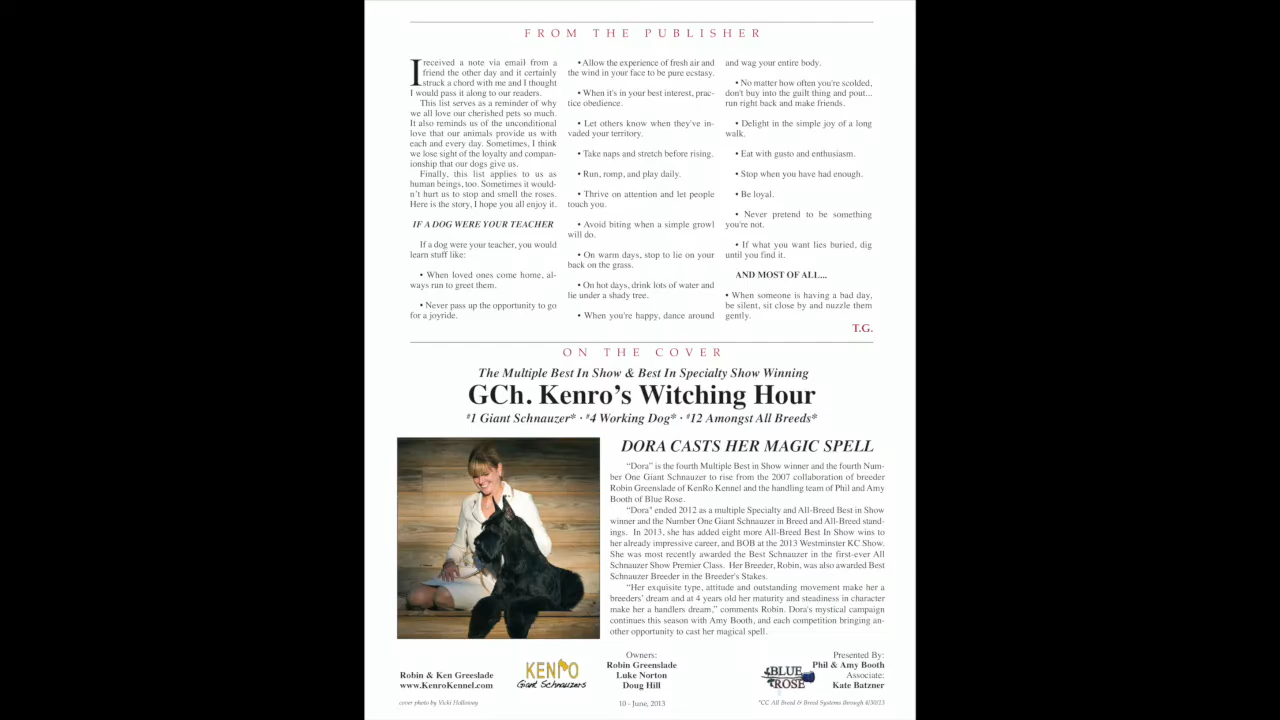 FROM THE PUBLISHER
I received a note via email from a
friend the other day and it certainly
struck a chord with me and I thought
I would pass it along to our readers.
This list serves as a reminder of why
we all love our cherished pets so much.
It also reminds us of the unconditional
love that our animals provide us with
each and every day. Sometimes, I think
we lose sight of the loyalty and compan-
ionship that our dogs give us.
Finally, this list applies to us as
human beings, too. Sometimes it would-
n't hurt us to stop and smell the roses.
Here is the story, I hope you all enjoy it.
IF A DOG WERE YOUR TEACHER
If a dog were your teacher, you would
learn stuff like:
• When loved ones come home, al-
ways run to greet them.
• Never pass up the opportunity to go
for a joyride.
• Allow the experience of fresh air and
the wind in your face to be pure ecstasy.
• When it's in your best interest, prac-
tice obedience.
• Let others know when they've in-
vaded your territory.
• Take naps and stretch before rising.
• Run, romp, and play daily.
• Thrive on attention and let people
touch you.
• Avoid biting when a simple growl
will do.
• On warm days, stop to lie on your
back on the grass.
• On hot days, drink lots of water and
lie under a shady tree.
• When you're happy, dance around
and wag your entire body.
• No matter how often you're scolded,
don't buy into the guilt thing and pout...
run right back and make friends.
• Delight in the simple joy of a long
walk.
• Eat with gusto and enthusiasm.
• Stop when you have had enough.
• Be loyal.
• Never pretend to be something
you're not.
• If what you want lies buried, dig
until you find it.
AND MOST OF ALL....
• When someone is having a bad day,
be silent, sit close by and nuzzle them
gently.
T.G.
ON THE COVER
The Multiple Best In Show & Best In Specialty Show Winning
GCh. Kenro's Witching Hour
#1 Giant Schnauzer* · #4 Working Dog* · #12 Amongst All Breeds*
DORA CASTS HER MAGIC SPELL
"Dora" is the fourth Multiple Best in Show winner and the fourth Num-
ber One Giant Schnauzer to rise from the 2007 collaboration of breeder
Robin Greenslade of KenRo Kennel and the handling team of Phil and Amy
Booth of Blue Rose.
"Dora" ended 2012 as a multiple Specialty and All-Breed Best in Show
winner and the Number One Giant Schnauzer in Breed and All-Breed stand-
ings. In 2013, she has added eight more All-Breed Best In Show wins to
her already impressive career, and BOB at the 2013 Westminster KC Show.
She was most recently awarded the Best Schnauzer in the first-ever All
Schnauzer Show Premier Class. Her Breeder, Robin, was also awarded Best
Schnauzer Breeder in the Breeder's Stakes.
"Her exquisite type, attitude and outstanding movement make her a
breeders' dream and at 4 years old her maturity and steadiness in character
make her a handlers dream," comments Robin. Dora's mystical campaign
continues this season with Amy Booth, and each competition bringing an-
other opportunity to cast her magical spell.
Robin & Ken Greeslade
www.KenroKennel.com
KENRO
Giant Schnauzers
Owners:
Robin Greenslade
Luke Norton
Doug Hill
BLUE
ROSE
Presented By:
Phil & Amy Booth
Associate:
Kate Batzner
cover photo by Vicki Holloway
10 - June, 2013
*CC All Breed & Breed Systems through 4/30/13